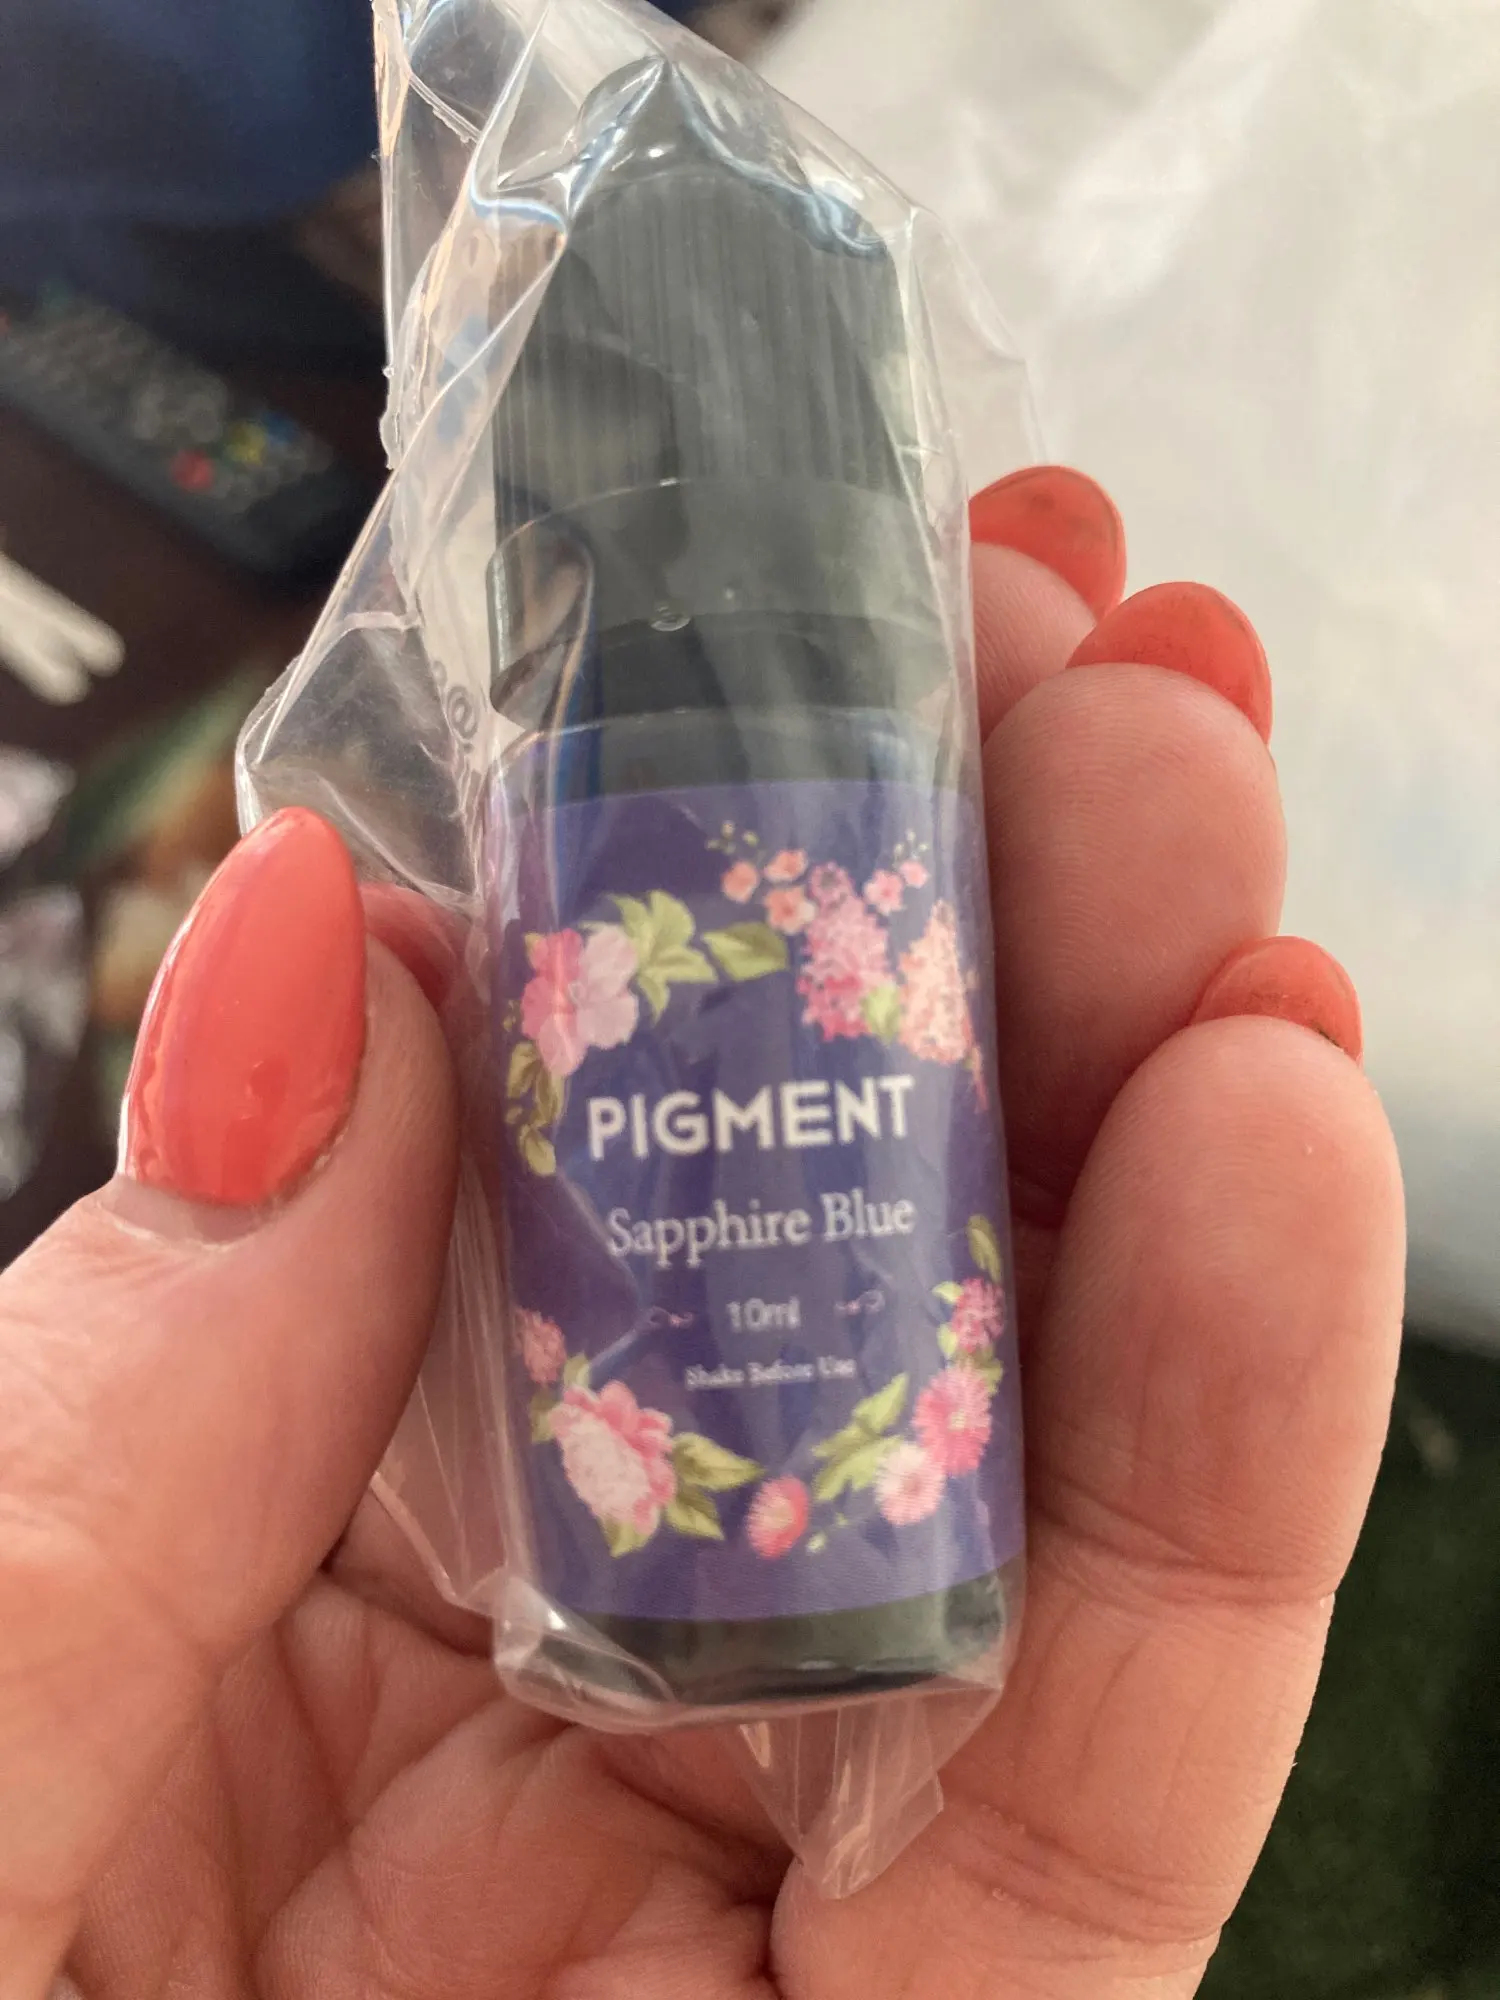 PIGMENT
Sapphire Blue
10ml
Shake Before Use